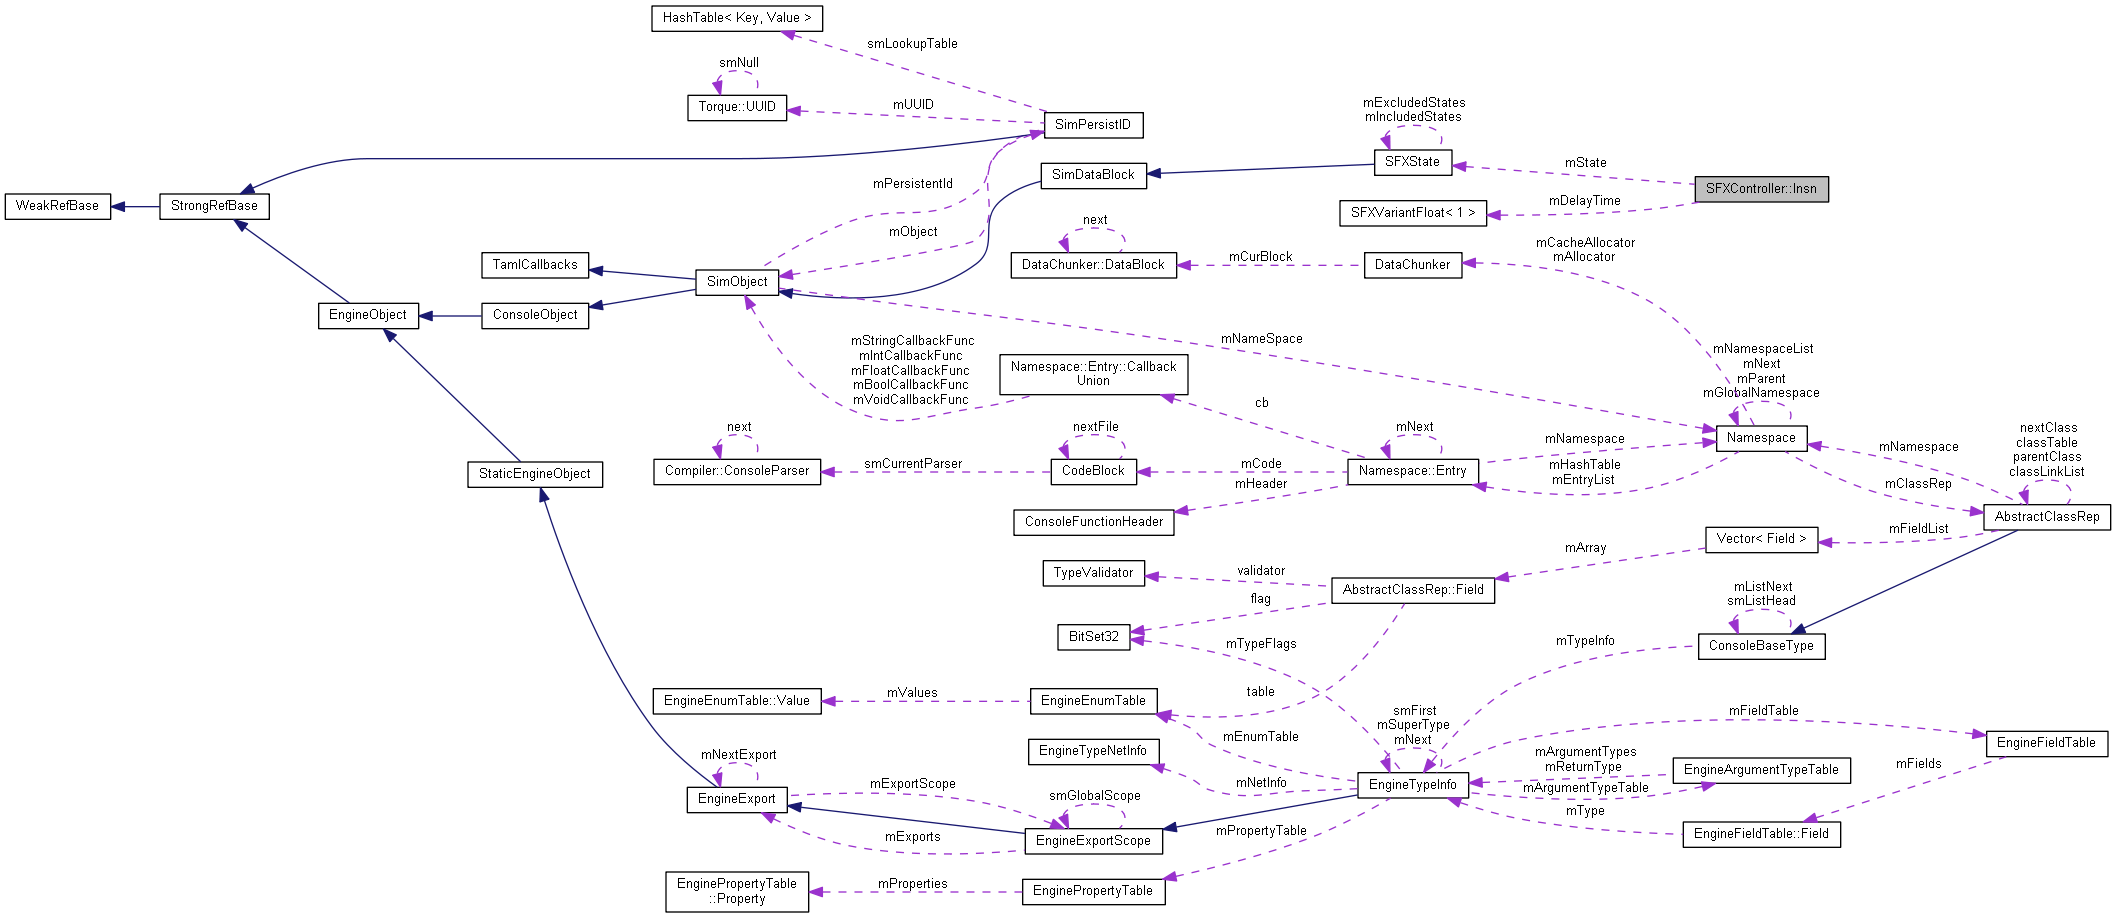 HashTable< Key, Value >
smLookupTable
smNull
Torque::UUID
mUUID
SimPersistID
mExcludedStates
mIncludedStates
SFXState
mState
SFXController::Insn
SimDataBlock
mPersistentId
WeakRefBase
StrongRefBase
SFXVariantFloat< 1 >
mDelayTime
mObject
next
DataChunker::DataBlock
mCurBlock
DataChunker
mCacheAllocator
mAllocator
TamlCallbacks
SimObject
EngineObject
ConsoleObject
mStringCallbackFunc
mIntCallbackFunc
mFloatCallbackFunc
mBoolCallbackFunc
mVoidCallbackFunc
mNameSpace
Namespace::Entry::Callback
Union
cb
mNamespaceList
mNext
mParent
mGlobalNamespace
Namespace
next
Compiler::ConsoleParser
smCurrentParser
nextFile
CodeBlock
mCode
mHeader
mNext
Namespace::Entry
mNamespace
mHashTable
mEntryList
mNamespace
mClassRep
nextClass
classTable
parentClass
classLinkList
AbstractClassRep
StaticEngineObject
ConsoleFunctionHeader
mFieldList
Vector< Field >
mArray
TypeValidator
validator
AbstractClassRep::Field
flag
BitSet32
mTypeFlags
mListNext
smListHead
ConsoleBaseType
mTypeInfo
table
EngineEnumTable::Value
mValues
EngineEnumTable
mEnumTable
smFirst
mSuperType
mNext
EngineTypeInfo
mFieldTable
EngineFieldTable
EngineTypeNetInfo
mNetInfo
mArgumentTypes
mReturnType
EngineArgumentTypeTable
mArgumentTypeTable
mFields
mType
EngineFieldTable::Field
mNextExport
EngineExport
mExportScope
smGlobalScope
EngineExportScope
mExports
mPropertyTable
EnginePropertyTable
::Property
mProperties
EnginePropertyTable